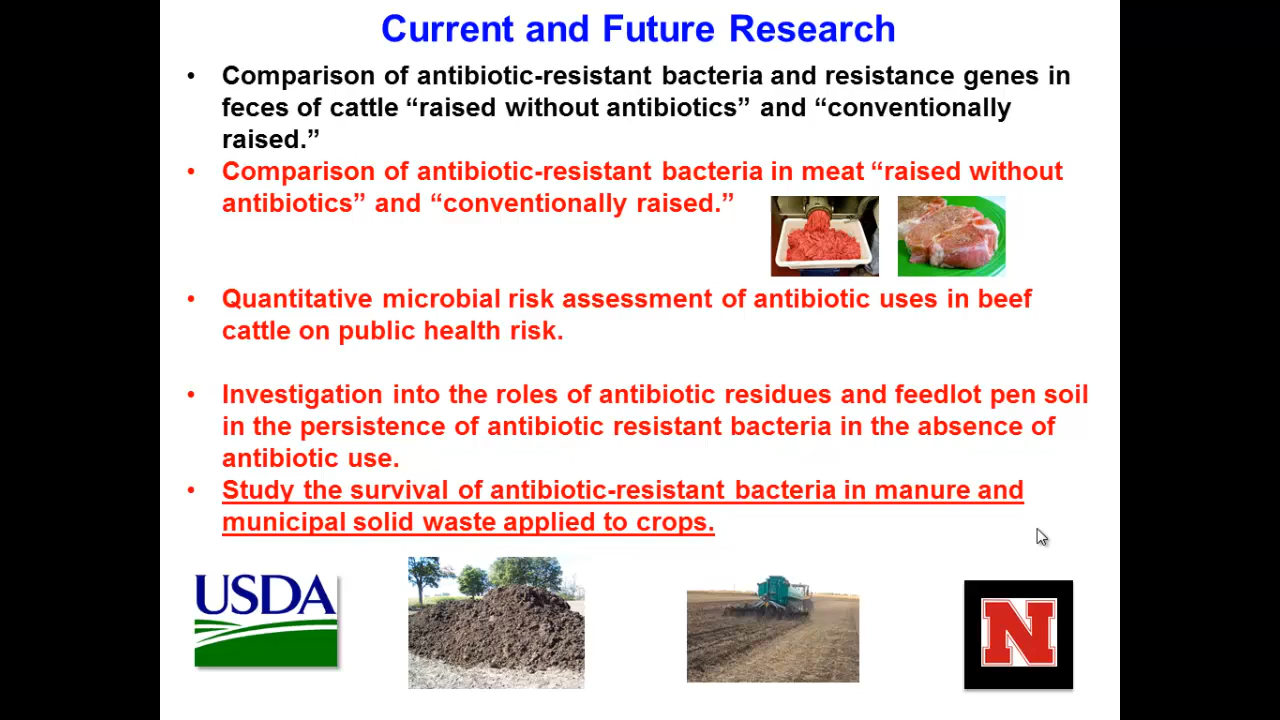 Current and Future Research
• Comparison of antibiotic-resistant bacteria and resistance genes in
feces of cattle “raised without antibiotics” and “conventionally
raised.”
• Comparison of antibiotic-resistant bacteria in meat “raised without
antibiotics” and “conventionally raised.”
• Quantitative microbial risk assessment of antibiotic uses in beef
cattle on public health risk.
• Investigation into the roles of antibiotic residues and feedlot pen soil
in the persistence of antibiotic resistant bacteria in the absence of
antibiotic use.
• Study the survival of antibiotic-resistant bacteria in manure and
municipal solid waste applied to crops.
USDA
N